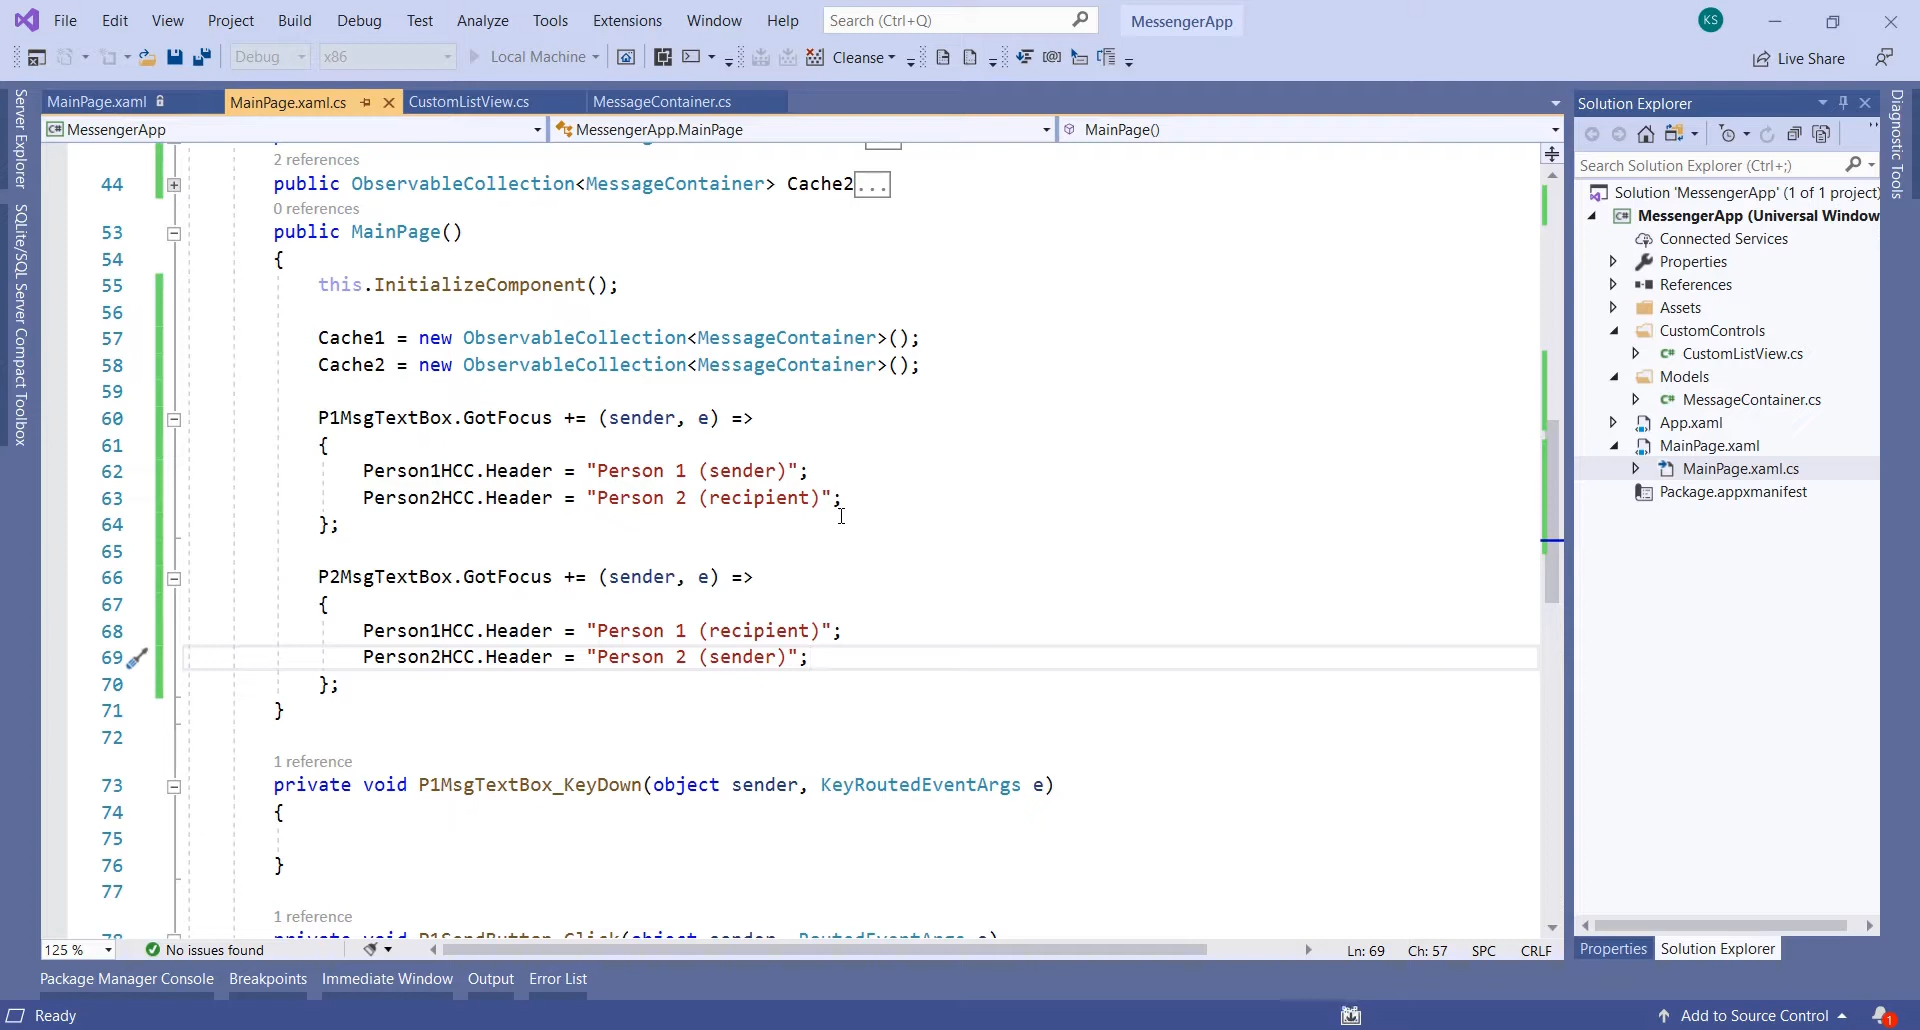 File Edit View Project Build Debug Test Analyze Tools Extensions Window Help Search (Ctrl+Q) MessengerApp KS
Debug x86 Local Machine Cleanse Live Share
MainPage.xaml MainPage.xaml.cs CustomListView.cs MessageContainer.cs
MessengerApp MessengerApp.MainPage MainPage()
Server Explorer
SQLite/SQL Server Compact Toolbox
2 references
44 public ObservableCollection<MessageContainer> Cache2...
0 references
53 public MainPage()
54 {
55 this.InitializeComponent();
56
57 Cache1 = new ObservableCollection<MessageContainer>();
58 Cache2 = new ObservableCollection<MessageContainer>();
59
60 P1MsgTextBox.GotFocus += (sender, e) =>
61 {
62 Person1HCC.Header = "Person 1 (sender)";
63 Person2HCC.Header = "Person 2 (recipient)";
64 };
65
66 P2MsgTextBox.GotFocus += (sender, e) =>
67 {
68 Person1HCC.Header = "Person 1 (recipient)";
69 Person2HCC.Header = "Person 2 (sender)";
70 };
71 }
72
1 reference
73 private void P1MsgTextBox_KeyDown(object sender, KeyRoutedEventArgs e)
74 {
75
76 }
77
1 reference
78 private void P1SendButton_Click(object sender, RoutedEventArgs e)
125 % No issues found Ln: 69 Ch: 57 SPC CRLF
Solution Explorer
Search Solution Explorer (Ctrl+;)
Solution 'MessengerApp' (1 of 1 project)
MessengerApp (Universal Window
Connected Services
Properties
References
Assets
CustomControls
CustomListView.cs
Models
MessageContainer.cs
App.xaml
MainPage.xaml
MainPage.xaml.cs
Package.appxmanifest
Properties Solution Explorer
Diagnostic Tools
Package Manager Console Breakpoints Immediate Window Output Error List
Ready Add to Source Control 1